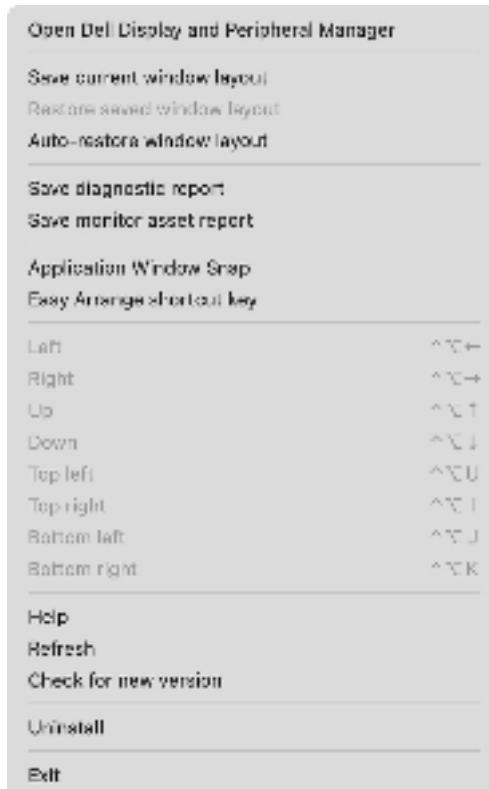 Open Dell Display and Peripheral Manager
Save current window layout
Restore saved window layout
Auto-restore window layout
Save diagnostic report
Save monitor asset report
Application Window Snap
Easy Arrange shortcut key
Left ^⌥←
Right ^⌥→
Up ^⌥↑
Down ^⌥↓
Top left ^⌥U
Top right ^⌥I
Bottom left ^⌥J
Bottom right ^⌥K
Help
Refresh
Check for new version
Uninstall
Exit